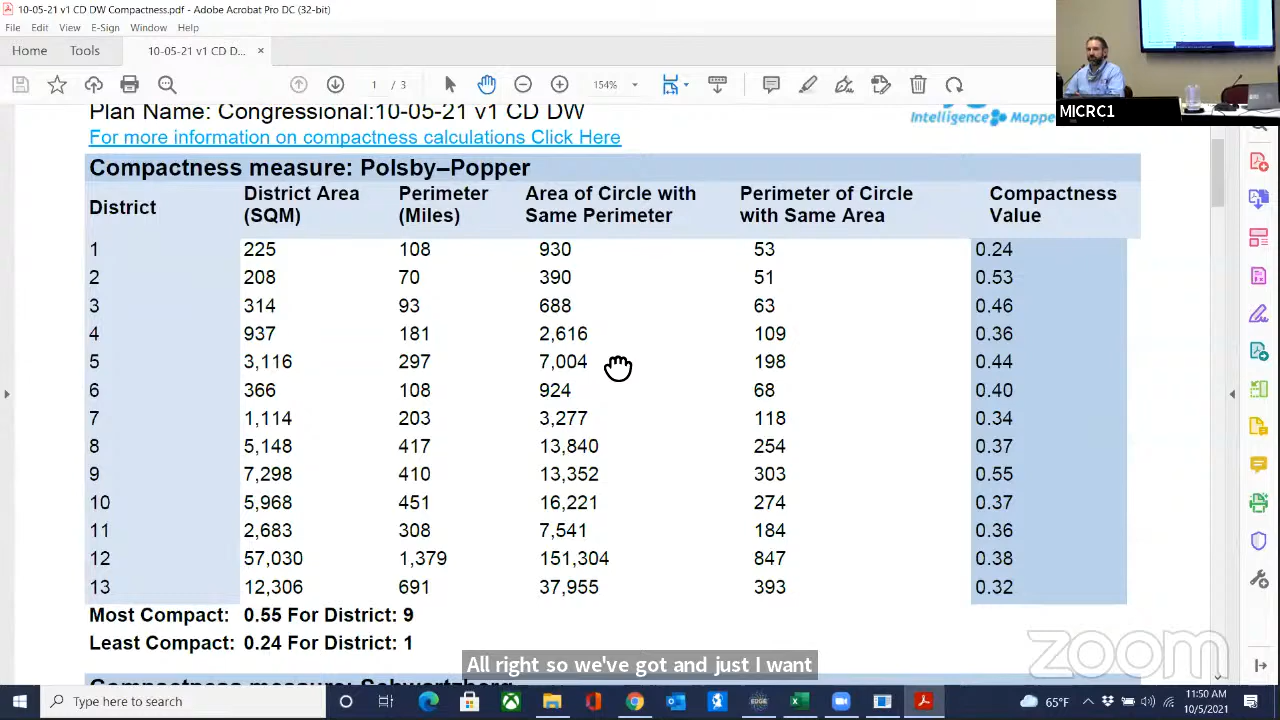 10-05-21 v1 CD DW Compactness.pdf - Adobe Acrobat Pro DC (32-bit)
File Edit View E-Sign Window Help
Home Tools 10-05-21 v1 CD D... ×
1 / 3 154%
MICRC1
Plan Name: Congressional:10-05-21 v1 CD DW
Intelligence Mappe
For more information on compactness calculations Click Here
Compactness measure: Polsby–Popper
District District Area (SQM) Perimeter (Miles) Area of Circle with Same Perimeter Perimeter of Circle with Same Area Compactness Value
1 225 108 930 53 0.24
2 208 70 390 51 0.53
3 314 93 688 63 0.46
4 937 181 2,616 109 0.36
5 3,116 297 7,004 198 0.44
6 366 108 924 68 0.40
7 1,114 203 3,277 118 0.34
8 5,148 417 13,840 254 0.37
9 7,298 410 13,352 303 0.55
10 5,968 451 16,221 274 0.37
11 2,683 308 7,541 184 0.36
12 57,030 1,379 151,304 847 0.38
13 12,306 691 37,955 393 0.32
Most Compact: 0.55 For District: 9
Least Compact: 0.24 For District: 1
zoom
All right so we've got and just I want
Compactness measure: Schwartzberg
Type here to search
65°F
11:50 AM
10/5/2021